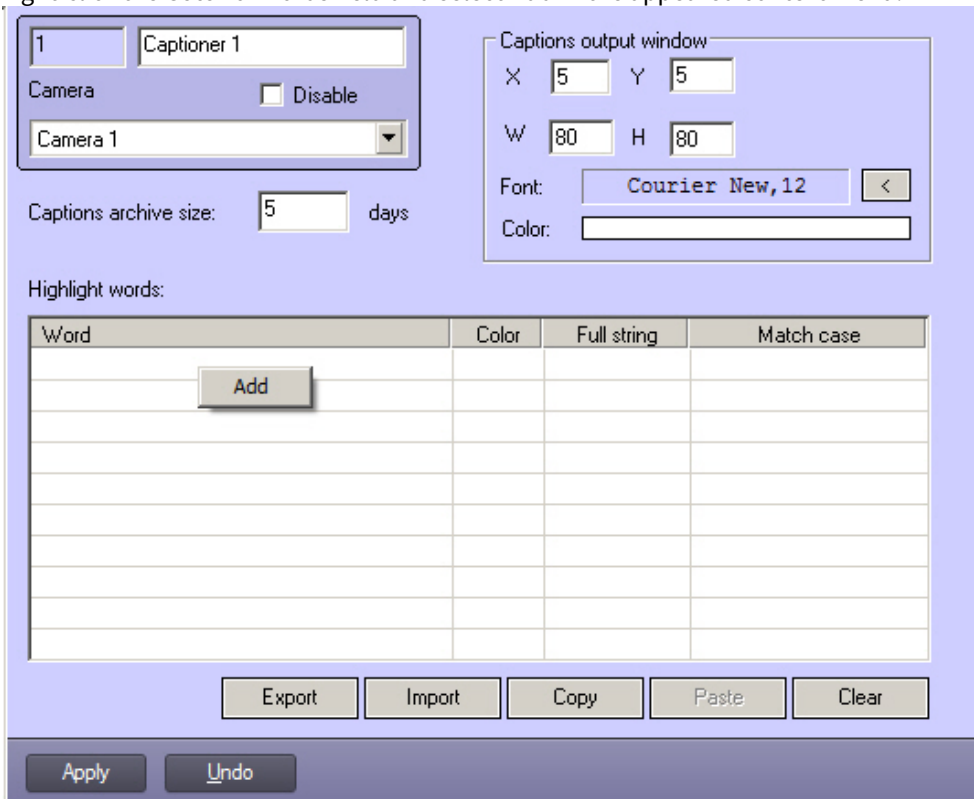 1 Captioner 1
Camera Disable
Camera 1
Captions archive size: 5 days
Captions output window
X 5 Y 5
W 80 H 80
Font: Courier New,12 <
Color:
Highlight words:
Word Color Full string Match case
Add
Export Import Copy Paste Clear
Apply Undo